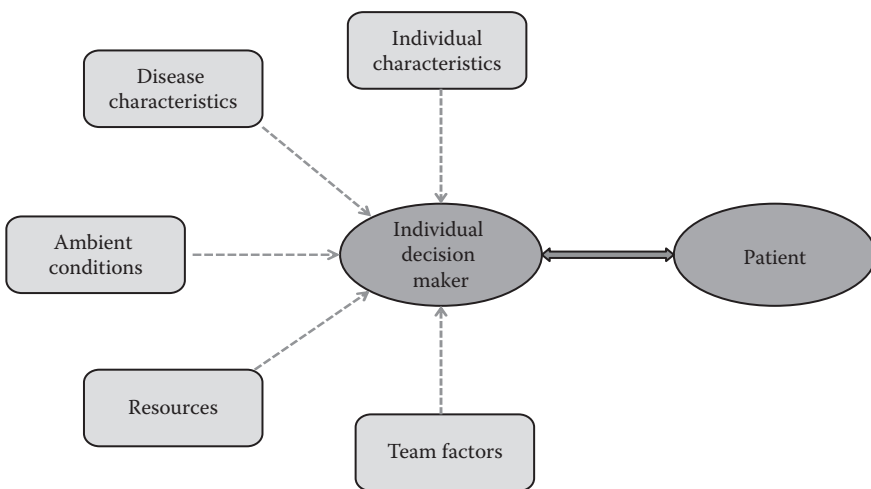 Individual
characteristics
Disease
characteristics
Ambient
conditions
Individual
decision
maker
Patient
Resources
Team factors